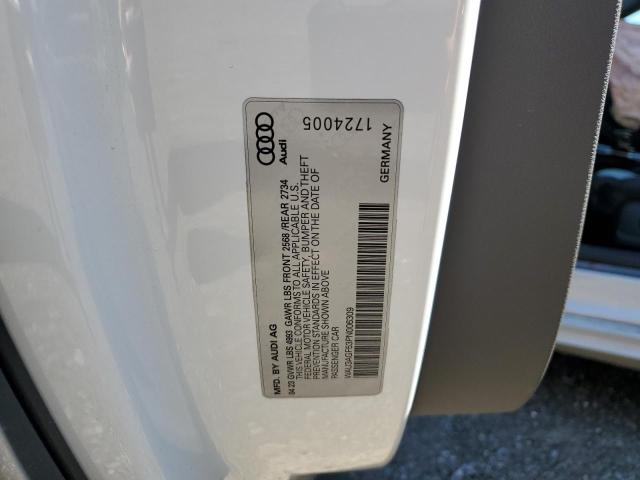 Audi
1724005
GERMANY
MFD. BY AUDI AG
04.23 GVWR LBS 4993 GAWR LBS FRONT 2568 /REAR 2734
THIS VEHICLE CONFORMS TO ALL APPLICABLE U.S.
FEDERAL MOTOR VEHICLE SAFETY, BUMPER AND THEFT
PREVENTION STANDARDS IN EFFECT ON THE DATE OF
MANUFACTURE SHOWN ABOVE
PASSENGER CAR